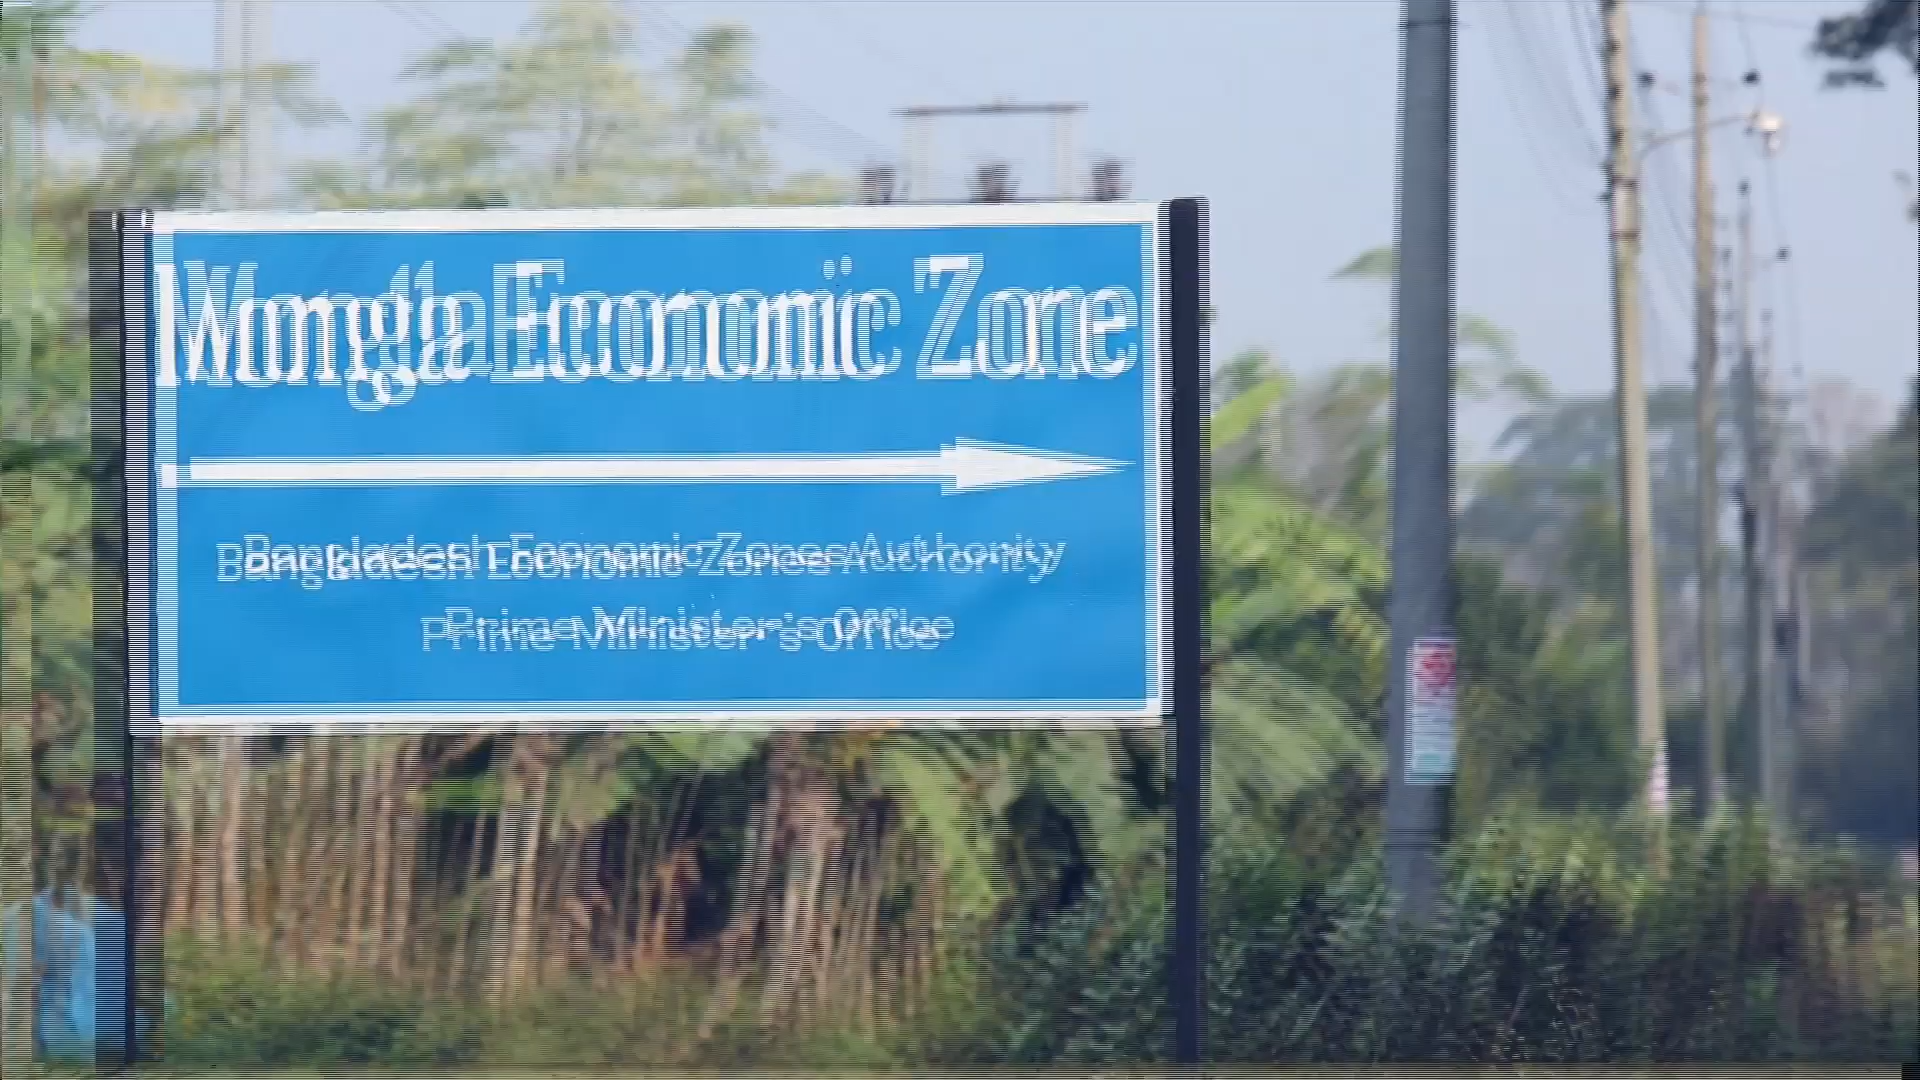 Mongla Economic Zone
Bangladesh Economic Zones Authority
Prime Minister's Office